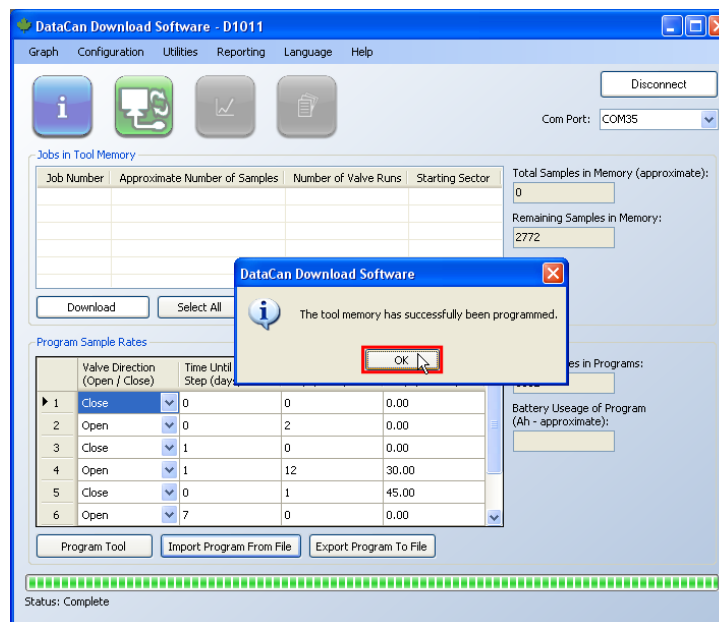 DataCan Download Software - D1011
Graph Configuration Utilities Reporting Language Help
Disconnect
Com Port: COM35
Jobs in Tool Memory
Job Number Approximate Number of Samples Number of Valve Runs Starting Sector
Total Samples in Memory (approximate):
0
Remaining Samples in Memory:
2772
DataCan Download Software
The tool memory has successfully been programmed.
OK
Download Select All
Program Sample Rates
Valve Direction
(Open / Close)
Time Until
Step (days
es in Programs:
1 Close 0 0 0.00
2 Open 0 2 0.00
3 Close 1 0 0.00
4 Open 1 12 30.00
5 Close 0 1 45.00
6 Open 7 0 0.00
Battery Useage of Program
(Ah - approximate):
Program Tool Import Program From File Export Program To File
Status: Complete